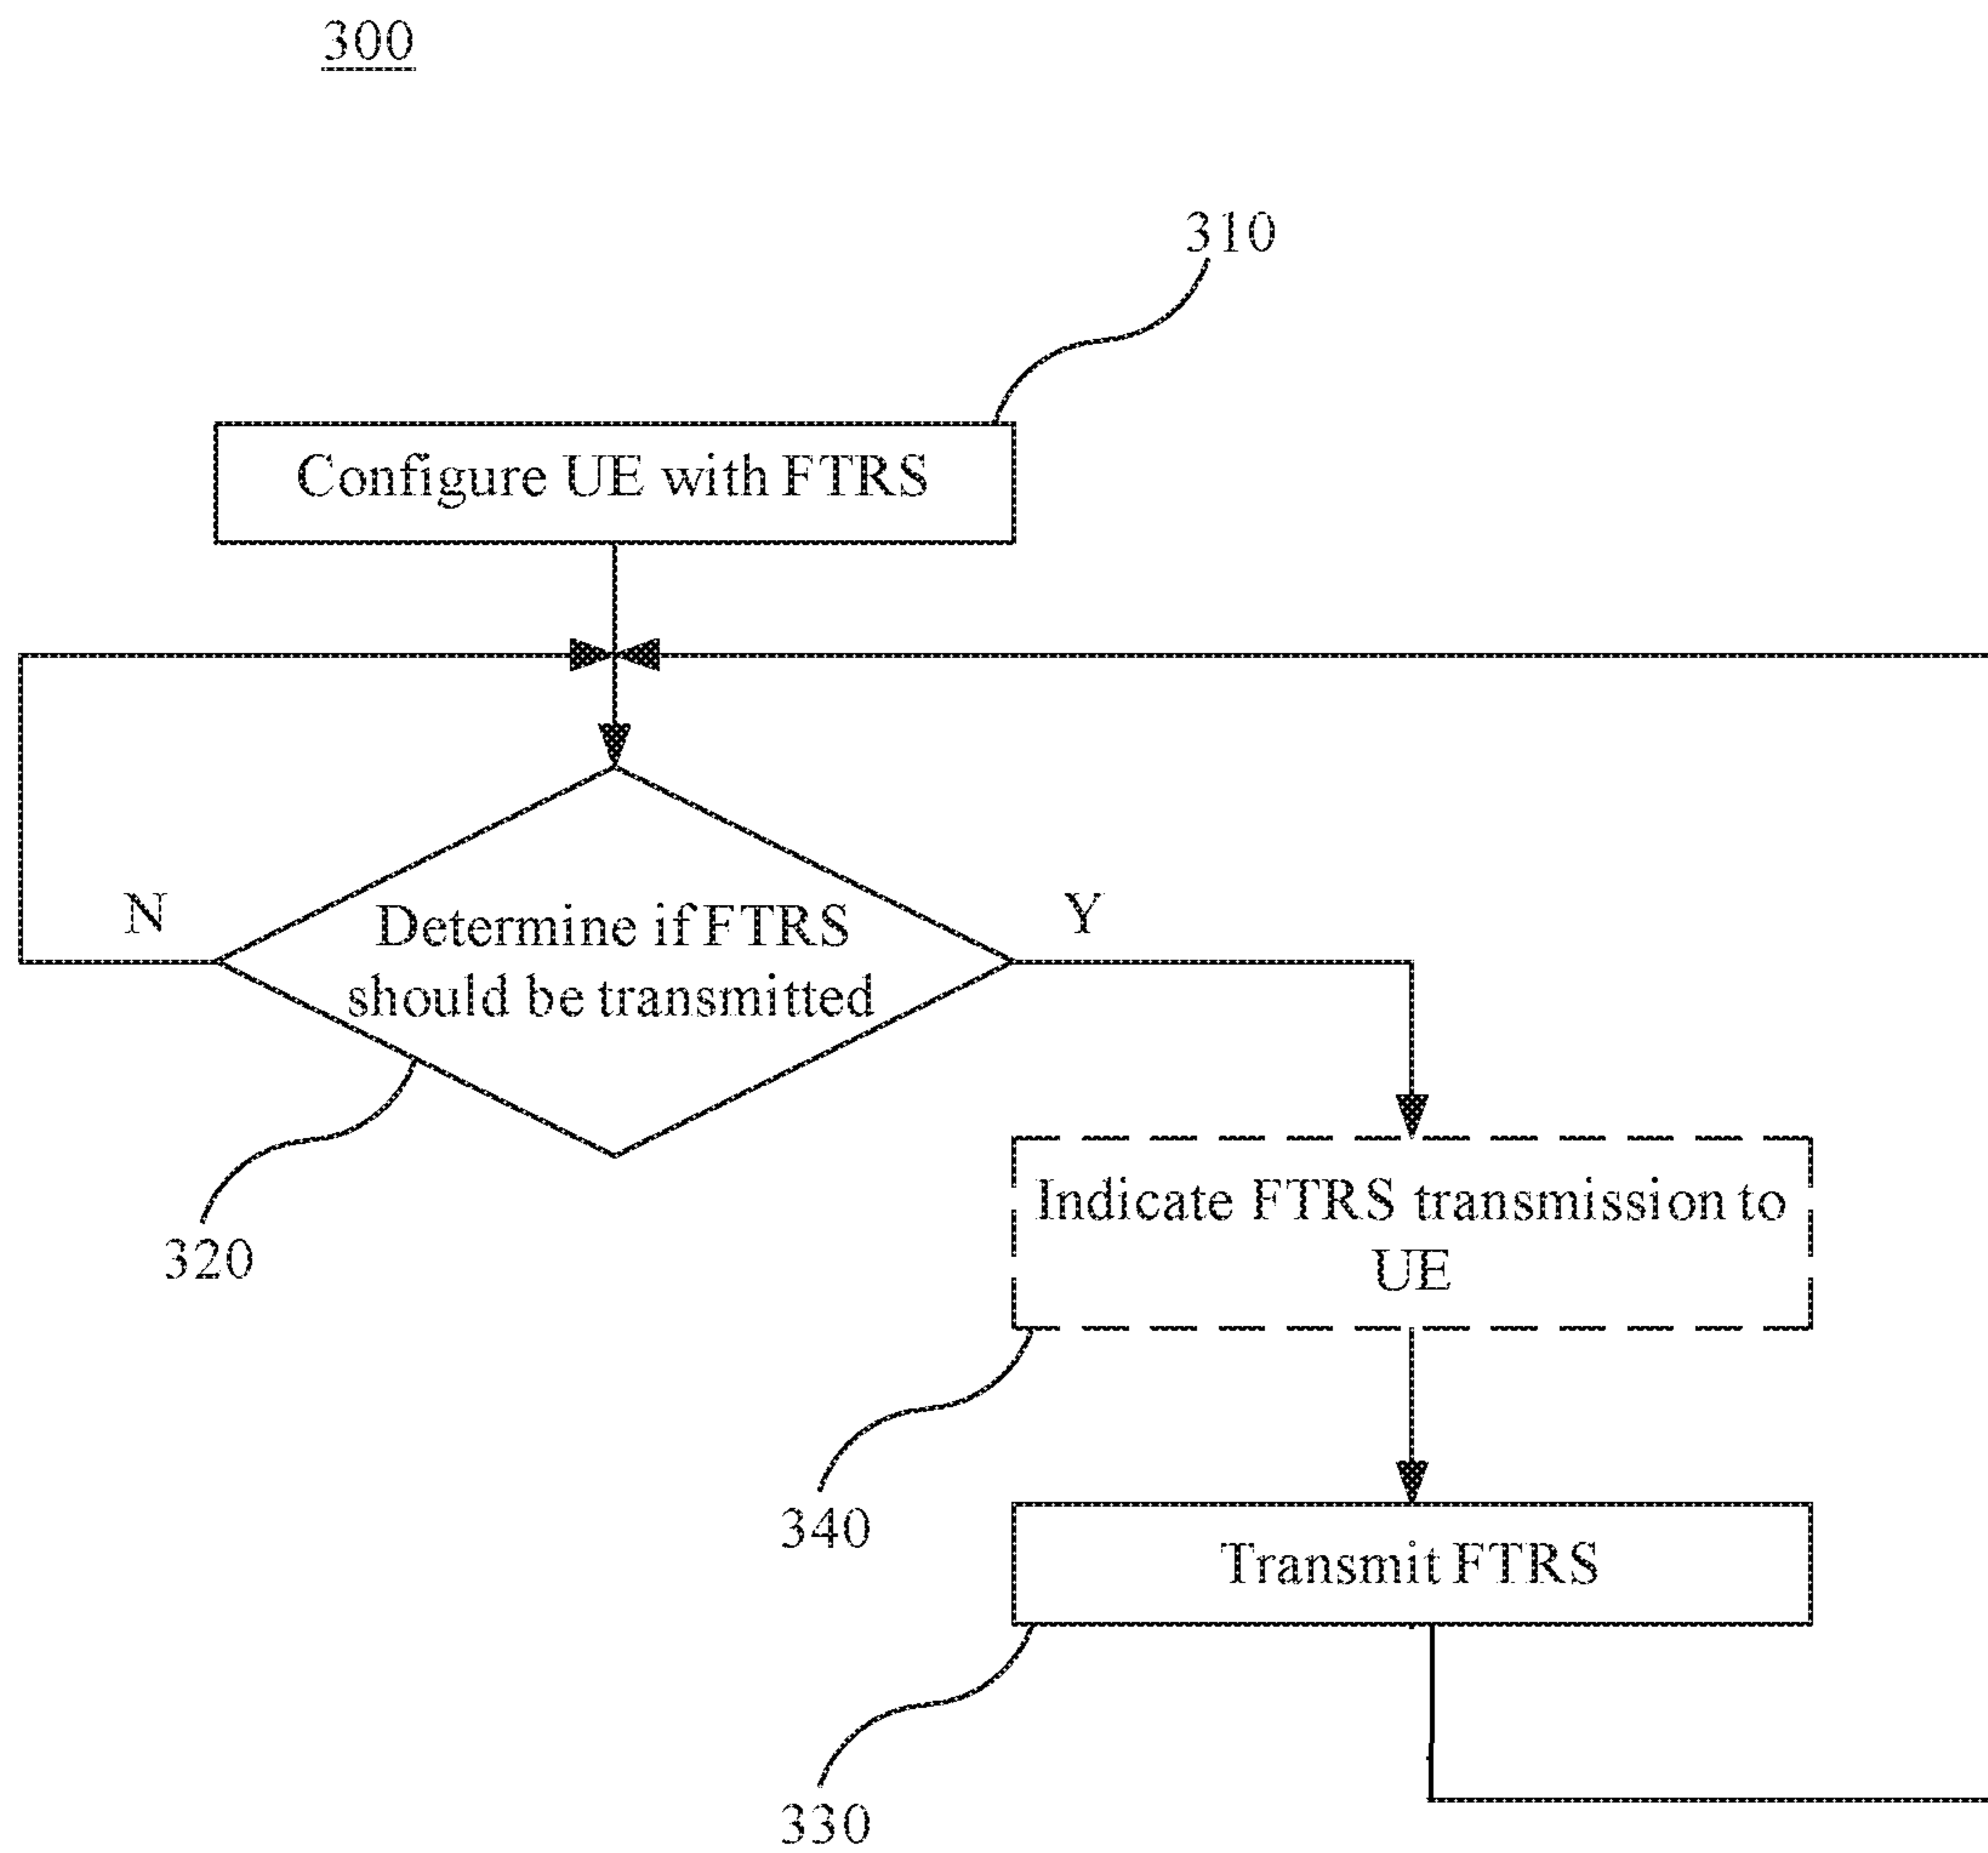 300
310
Configure UE with FTRS
N
Y
Determine if FTRS
should be transmitted
320
Indicate FTRS transmission to
UE
340
Transmit FTRS
330